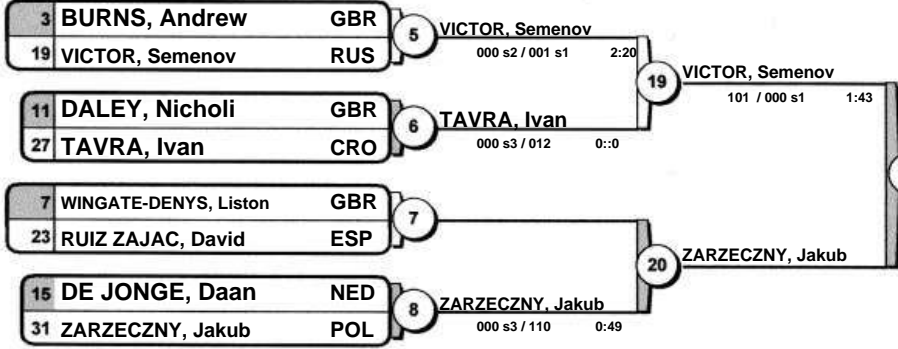 3 BURNS, Andrew GBR
19 VICTOR, Semenov RUS
5
VICTOR, Semenov
000 s2 / 001 s1 2:20
11 DALEY, Nicholi GBR
27 TAVRA, Ivan CRO
6
TAVRA, Ivan
000 s3 / 012 0::0
19
VICTOR, Semenov
101 / 000 s1 1:43
7 WINGATE-DENYS, Liston GBR
23 RUIZ ZAJAC, David ESP
7
15 DE JONGE, Daan NED
31 ZARZECZNY, Jakub POL
8
ZARZECZNY, Jakub
000 s3 / 110 0:49
20
ZARZECZNY, Jakub